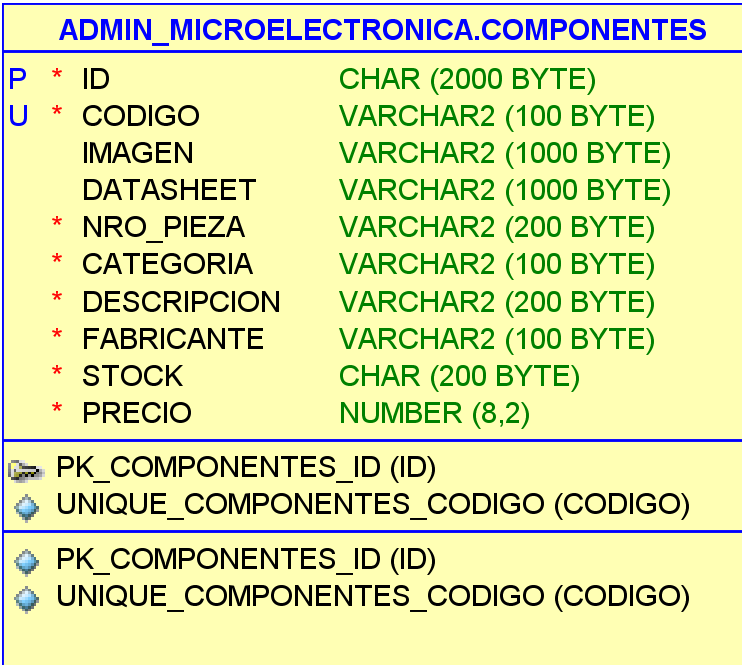 ADMIN_MICROELECTRONICA.COMPONENTES
P * ID CHAR (2000 BYTE)
U * CODIGO VARCHAR2 (100 BYTE)
IMAGEN VARCHAR2 (1000 BYTE)
DATASHEET VARCHAR2 (1000 BYTE)
* NRO_PIEZA VARCHAR2 (200 BYTE)
* CATEGORIA VARCHAR2 (100 BYTE)
* DESCRIPCION VARCHAR2 (200 BYTE)
* FABRICANTE VARCHAR2 (100 BYTE)
* STOCK CHAR (200 BYTE)
* PRECIO NUMBER (8,2)
PK_COMPONENTES_ID (ID)
UNIQUE_COMPONENTES_CODIGO (CODIGO)
PK_COMPONENTES_ID (ID)
UNIQUE_COMPONENTES_CODIGO (CODIGO)